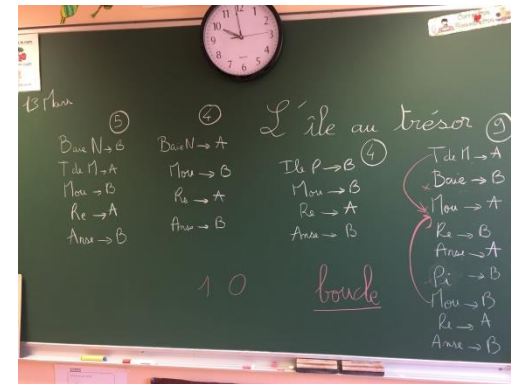 13 Mars
L'île au trésor
5
Baie N → B
T de M → A
Mou → B
Re → A
Anse → B
4
Baie N → A
Mou → B
Re → A
Anse → B
4
Ile P → B
Mou → B
Re → A
Anse → B
9
T de M → A
Baie → B
Mou → A
Re → B
Anse → A
Pi → B
Mou → B
Re → A
Anse → B
1 0
boucle